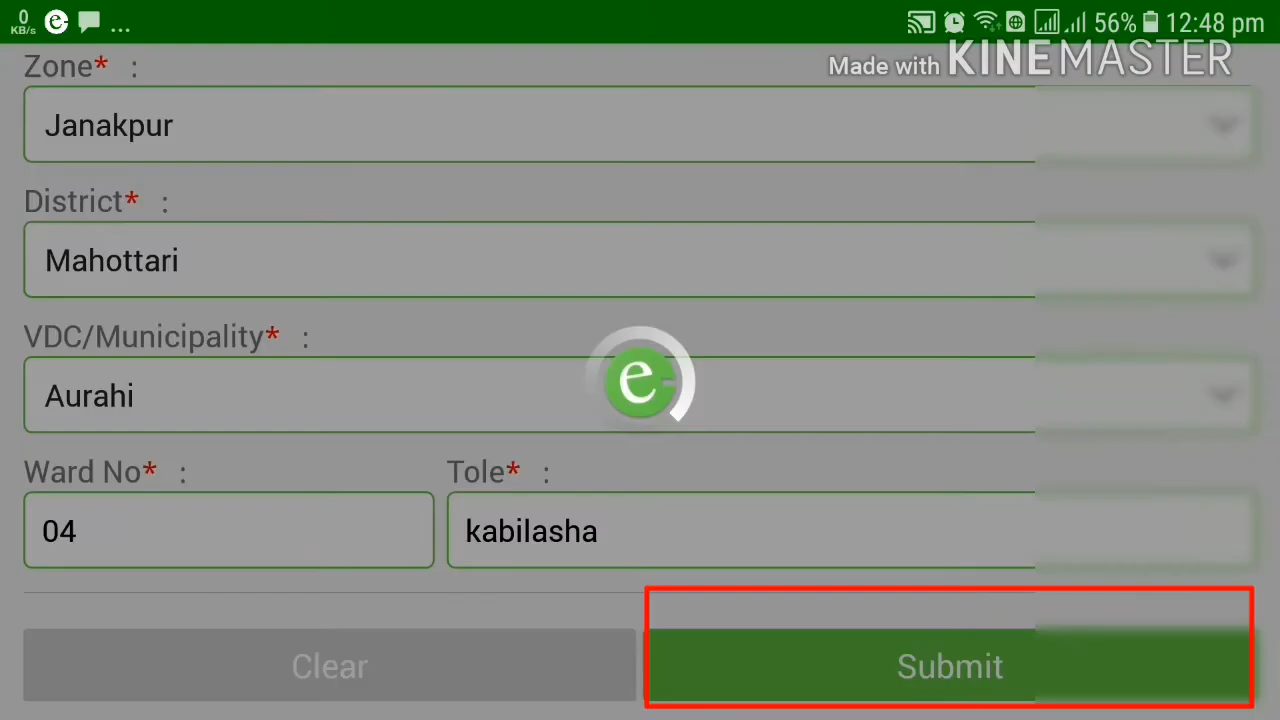 0
KB/s
e
...
56% 12:48 pm
Made with KINEMASTER
Zone* :
Janakpur
District* :
Mahottari
VDC/Municipality* :
Aurahi
e
Ward No* : Tole* :
04 kabilasha
Clear Submit